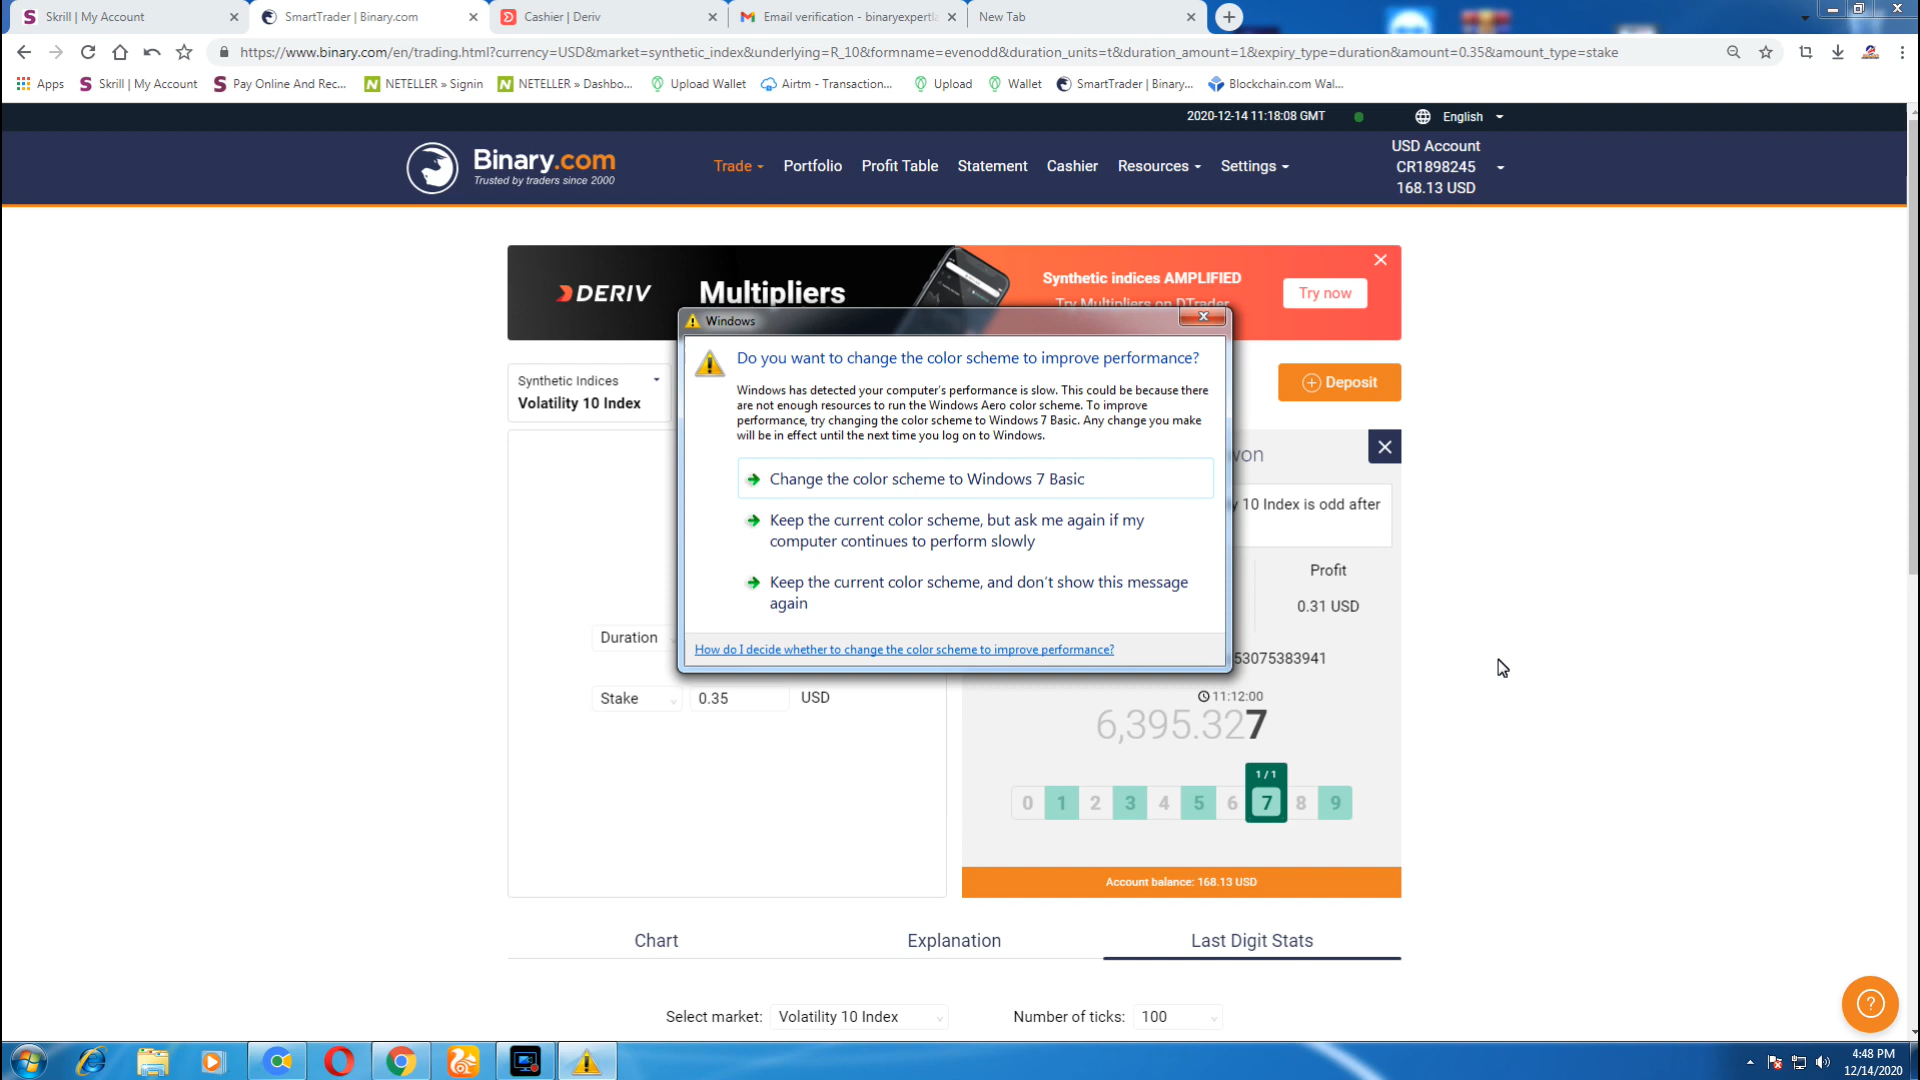 Skrill | My Account
SmartTrader | Binary.com
Cashier | Deriv
Email verification - binaryexpertla
New Tab
https://www.binary.com/en/trading.html?currency=USD&market=synthetic_index&underlying=R_10&formname=evenodd&duration_units=t&duration_amount=1&expiry_type=duration&amount=0.35&amount_type=stake
Apps
Skrill | My Account
Pay Online And Rec...
NETELLER » Signin
NETELLER » Dashbo...
Upload Wallet
Airtm - Transaction...
Upload
Wallet
SmartTrader | Binary...
Blockchain.com Wal...
2020-12-14 11:18:08 GMT
English
Binary.com
Trusted by traders since 2000
Trade
Portfolio
Profit Table
Statement
Cashier
Resources
Settings
USD Account
CR1898245
168.13 USD
DERIV
Multipliers
Synthetic indices AMPLIFIED
Try Multipliers on DTrader
Try now
Windows
Do you want to change the color scheme to improve performance?
Windows has detected your computer's performance is slow. This could be because there
are not enough resources to run the Windows Aero color scheme. To improve
performance, try changing the color scheme to Windows 7 Basic. Any change you make
will be in effect until the next time you log on to Windows.
Change the color scheme to Windows 7 Basic
Keep the current color scheme, but ask me again if my
computer continues to perform slowly
Keep the current color scheme, and don't show this message
again
How do I decide whether to change the color scheme to improve performance?
Synthetic Indices
Volatility 10 Index
Deposit
Duration
Stake
0.35
USD
won
y 10 Index is odd after
Profit
0.31 USD
53075383941
11:12:00
6,395.327
1 / 1
0 1 2 3 4 5 6 7 8 9
Account balance: 168.13 USD
Chart
Explanation
Last Digit Stats
Select market:
Volatility 10 Index
Number of ticks:
100
4:48 PM
12/14/2020